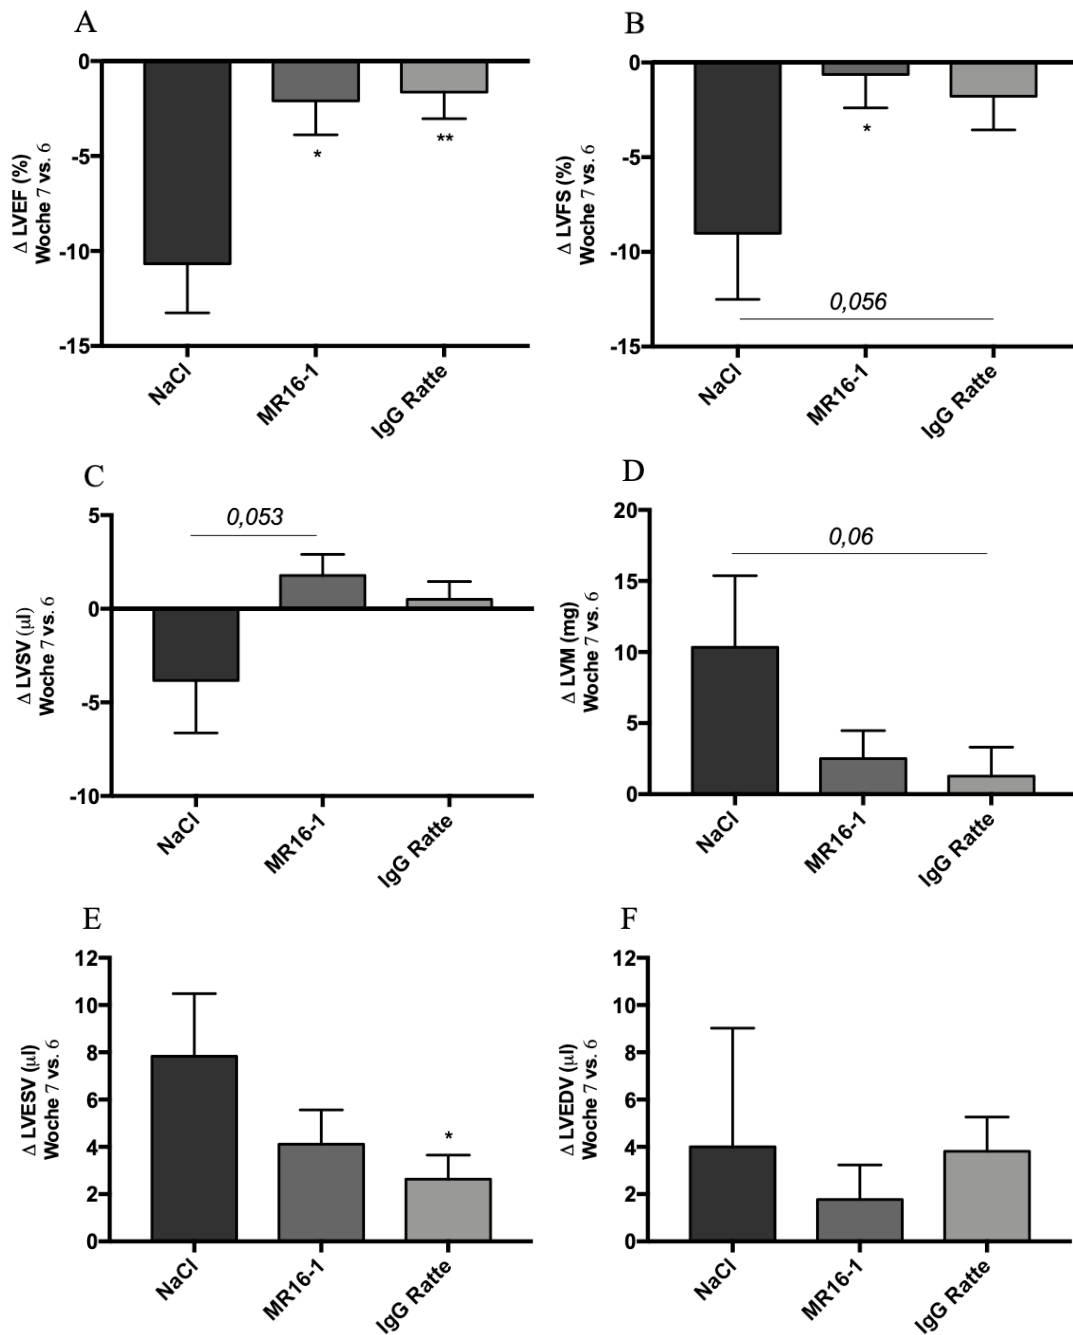 A
Δ LVEF (%)
Woche 7 vs. 6
0
-5
-10
-15
*
**
NaCl
MR16-1
IgG Ratte
B
Δ LVFS (%)
Woche 7 vs. 6
0
-5
-10
-15
*
0,056
NaCl
MR16-1
IgG Ratte
C
Δ LVSV (μl)
Woche 7 vs. 6
5
0
-5
-10
0,053
NaCl
MR16-1
IgG Ratte
D
Δ LVM (mg)
Woche 7 vs. 6
20
15
10
5
0
0,06
NaCl
MR16-1
IgG Ratte
E
Δ LVESV (μl)
Woche 7 vs. 6
12
10
8
6
4
2
0
*
NaCl
MR16-1
IgG Ratte
F
Δ LVEDV (μl)
Woche 7 vs. 6
12
10
8
6
4
2
0
NaCl
MR16-1
IgG Ratte